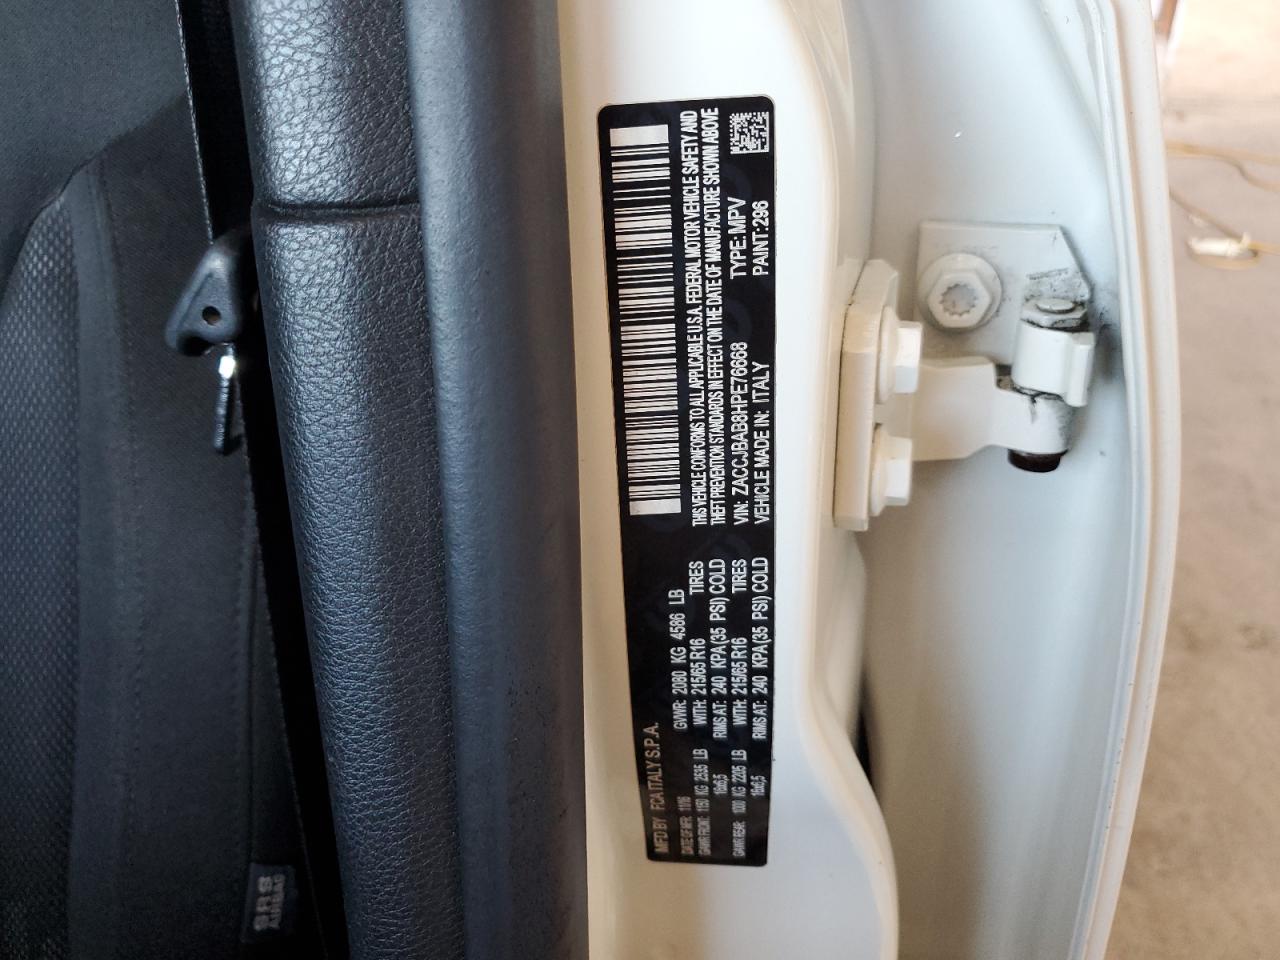 MFD BY FCA ITALY S.P.A.
DATE OF MFR: 11/16 GVWR: 2080 KG 4586 LB
GAWR FRONT: 1150 KG 2535 LB WITH: 215/65 R16 TIRES
16x6,5 RIMS AT: 240 KPA(35 PSI) COLD
GAWR REAR: 1000 KG 2205 LB WITH: 215/65 R16 TIRES
16x6,5 RIMS AT: 240 KPA(35 PSI) COLD
THIS VEHICLE CONFORMS TO ALL APPLICABLE U.S.A. FEDERAL MOTOR VEHICLE SAFETY AND
THEFT PREVENTION STANDARDS IN EFFECT ON THE DATE OF MANUFACTURE SHOWN ABOVE
VIN: ZACCJBAB8HPE76668 TYPE: MPV
VEHICLE MADE IN: ITALY PAINT: 296
SRS
AIRBAG